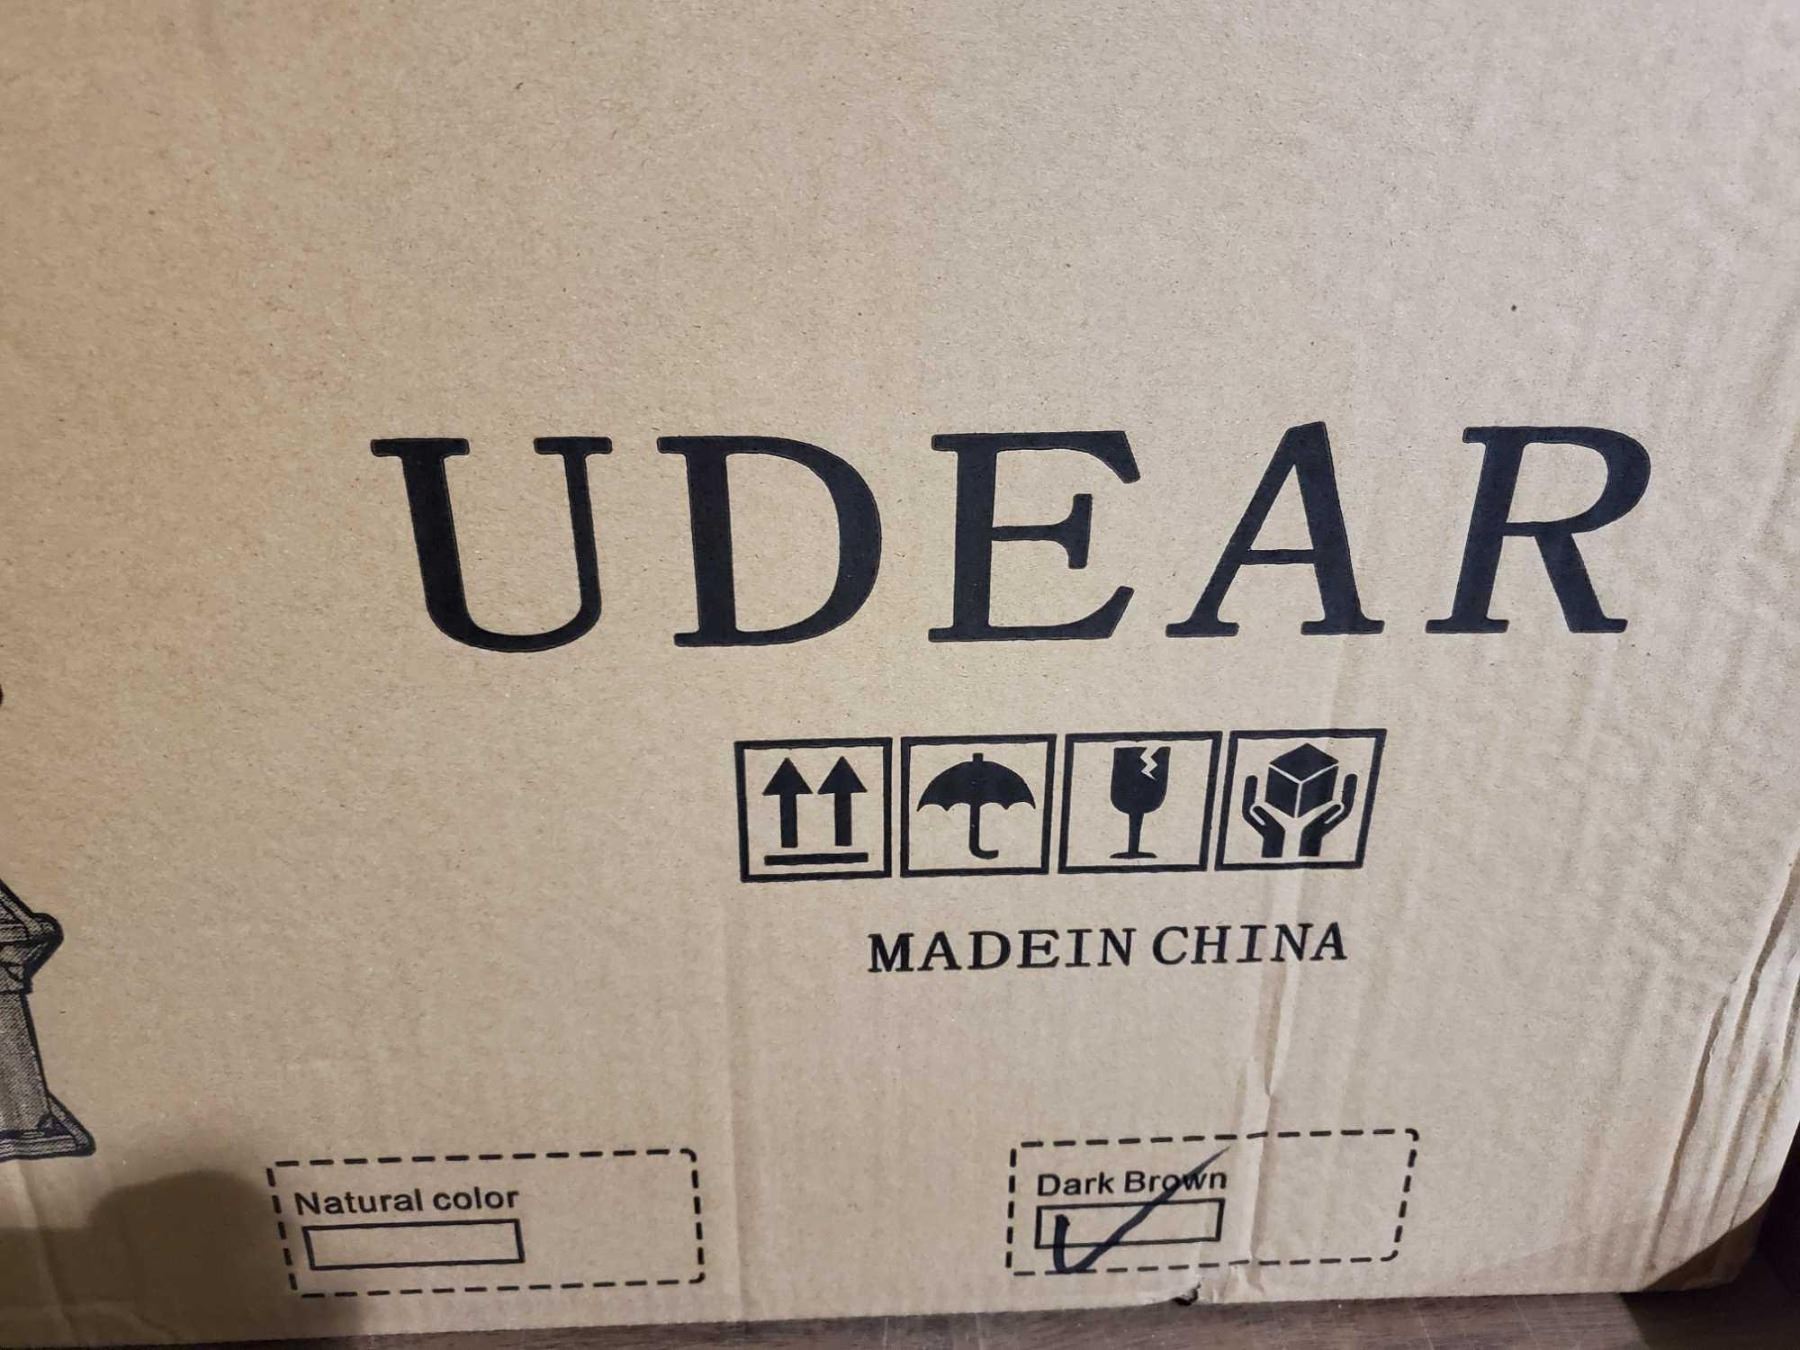 UDEAR
MADEIN CHINA
Natural color
Dark Brown